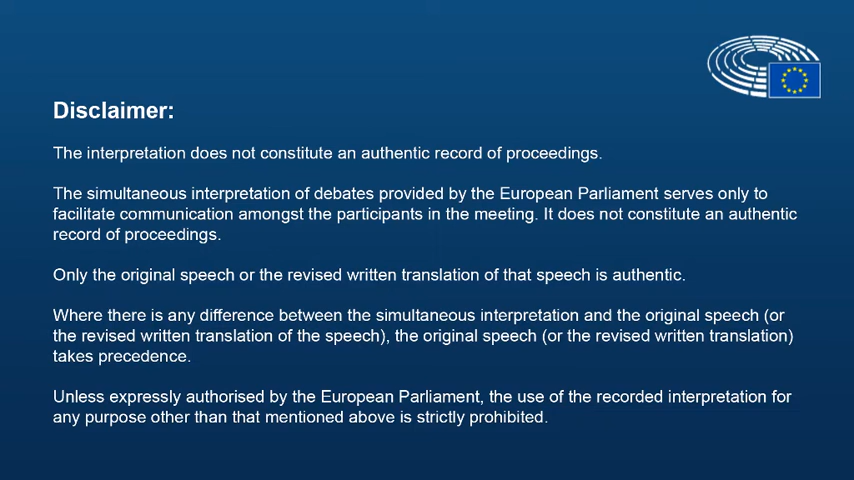 Disclaimer:
The interpretation does not constitute an authentic record of proceedings.
The simultaneous interpretation of debates provided by the European Parliament serves only to
facilitate communication amongst the participants in the meeting. It does not constitute an authentic
record of proceedings.
Only the original speech or the revised written translation of that speech is authentic.
Where there is any difference between the simultaneous interpretation and the original speech (or
the revised written translation of the speech), the original speech (or the revised written translation)
takes precedence.
Unless expressly authorised by the European Parliament, the use of the recorded interpretation for
any purpose other than that mentioned above is strictly prohibited.